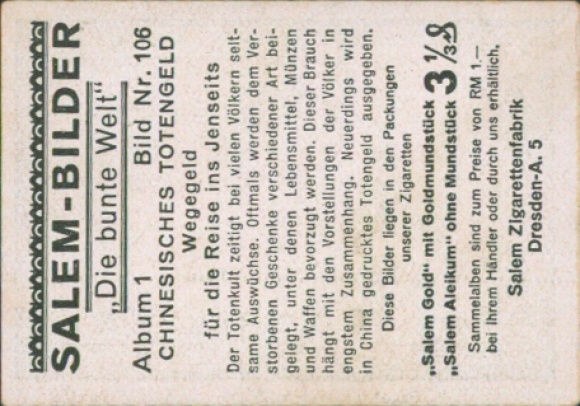 SALEM-BILDER
„Die bunte Welt“
Album 1 Bild Nr. 106
CHINESISCHES TOTENGELD
Wegegeld
für die Reise ins Jenseits
Der Totenkult zeitigt bei vielen Völkern selt-
same Auswüchse. Oftmals werden dem Ver-
storbenen Geschenke verschiedener Art bei-
gelegt, unter denen Lebensmittel, Münzen
und Waffen bevorzugt werden. Dieser Brauch
hängt mit den Vorstellungen der Völker in
engstem Zusammenhang. Neuerdings wird
in China gedrucktes Totengeld ausgegeben.
Diese Bilder liegen in den Packungen
unserer Zigaretten
„Salem Gold“ mit Goldmundstück
„Salem Aleikum“ ohne Mundstück 3 1/3 ₰
Sammelalben sind zum Preise von RM 1.—
bei Ihrem Händler oder durch uns erhältlich.
Salem Zigarettenfabrik
Dresden-A. 5